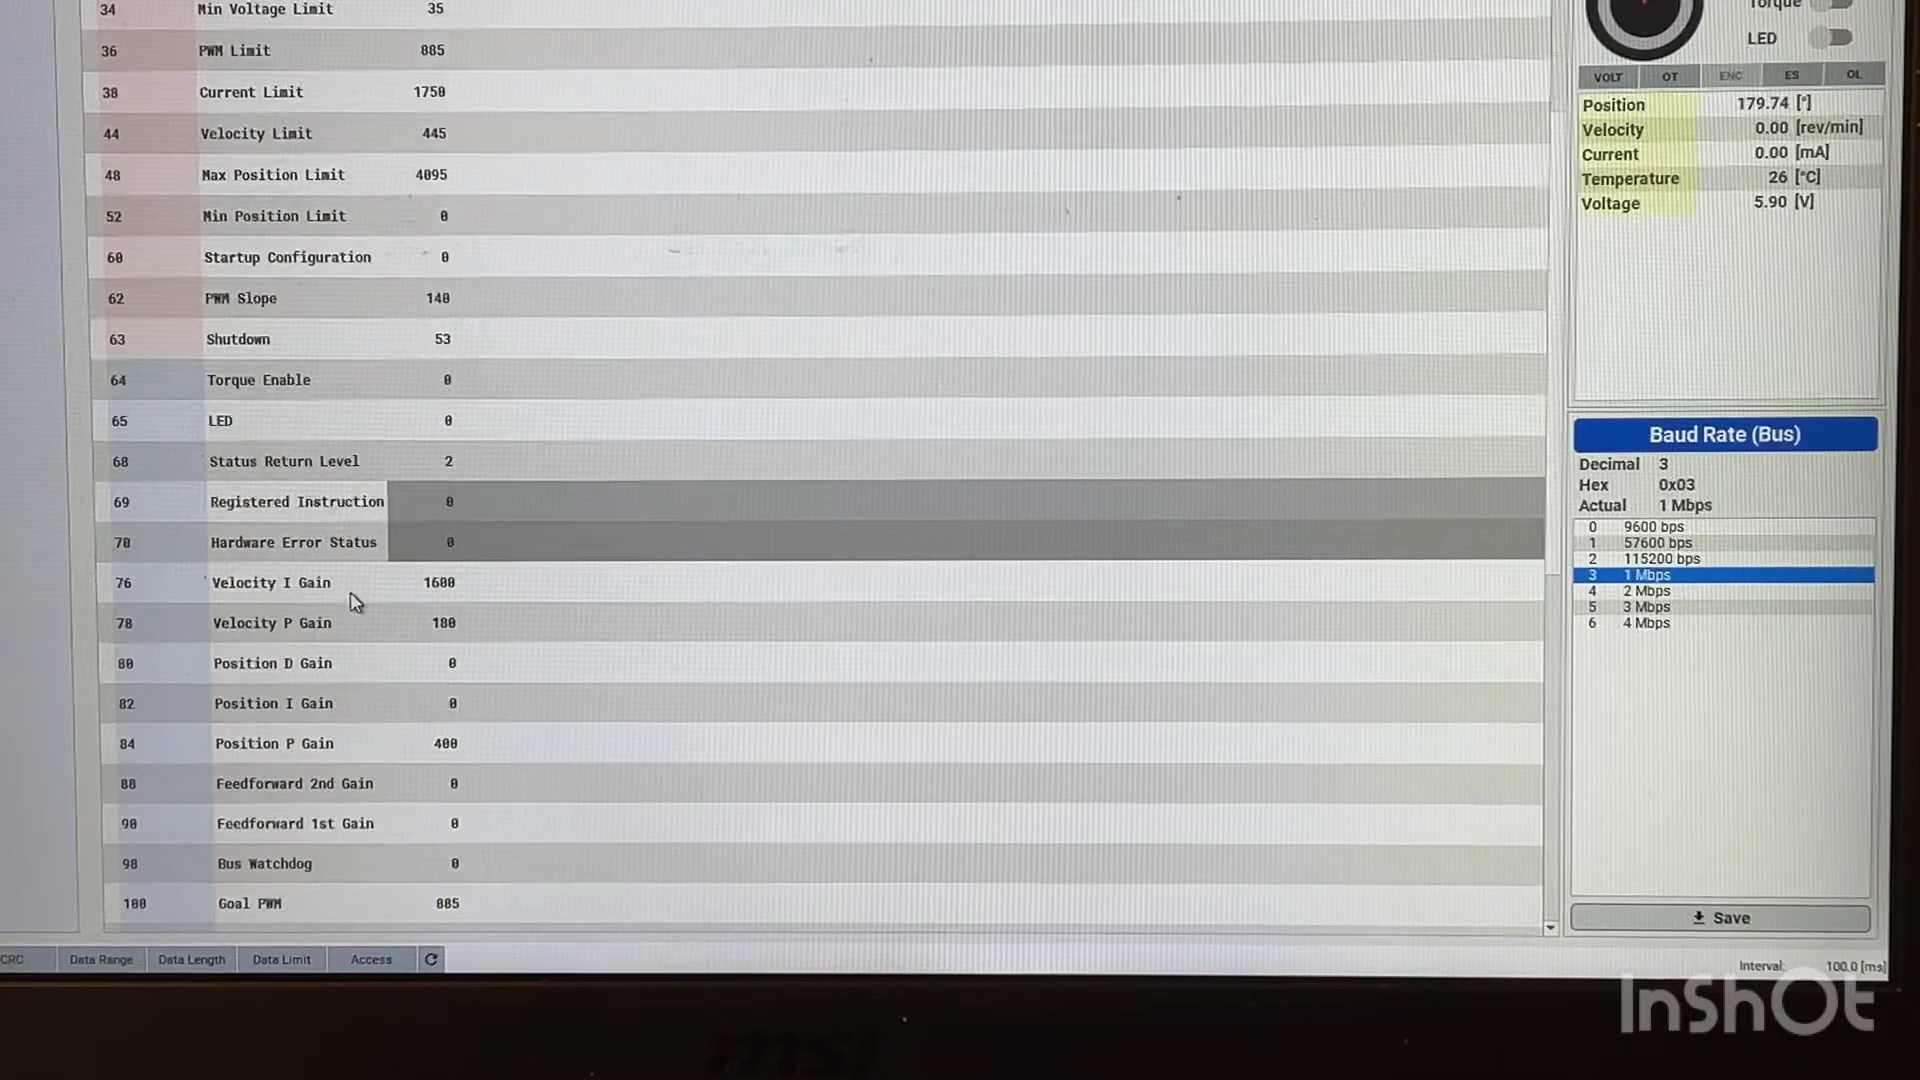 34 Min Voltage Limit 35
36 PWM Limit 885
38 Current Limit 1750
44 Velocity Limit 445
48 Max Position Limit 4095
52 Min Position Limit 0
60 Startup Configuration 0
62 PWM Slope 140
63 Shutdown 53
64 Torque Enable 0
65 LED 0
68 Status Return Level 2
69 Registered Instruction 0
70 Hardware Error Status 0
76 Velocity I Gain 1600
78 Velocity P Gain 180
80 Position D Gain 0
82 Position I Gain 0
84 Position P Gain 400
88 Feedforward 2nd Gain 0
90 Feedforward 1st Gain 0
98 Bus Watchdog 0
100 Goal PWM 885
CRC Data Range Data Length Data Limit Access
Torque
LED
VOLT OT ENC ES OL
Position 179.74 [°]
Velocity 0.00 [rev/min]
Current 0.00 [mA]
Temperature 26 [°C]
Voltage 5.90 [V]
Baud Rate (Bus)
Decimal 3
Hex 0x03
Actual 1 Mbps
0 9600 bps
1 57600 bps
2 115200 bps
3 1 Mbps
4 2 Mbps
5 3 Mbps
6 4 Mbps
Save
Interval: 100.0 [ms]
InShOt
msi